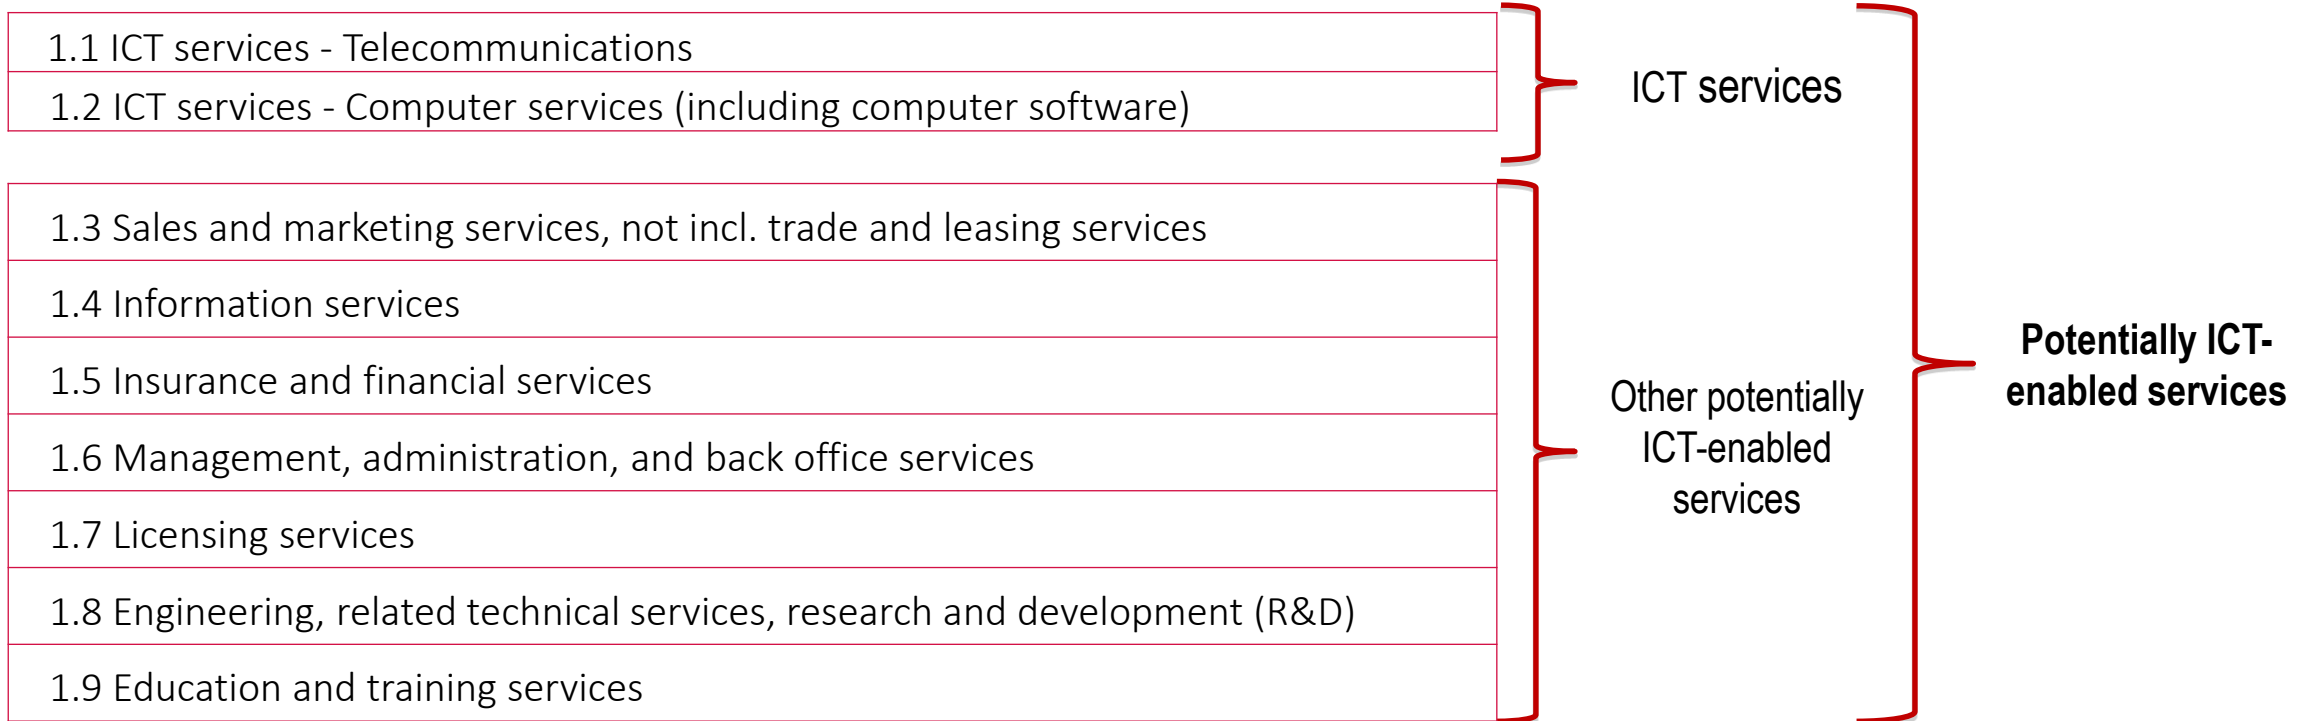 1.1 ICT services - Telecommunications
1.2 ICT services - Computer services (including computer software)
ICT services
1.3 Sales and marketing services, not incl. trade and leasing services
1.4 Information services
1.5 Insurance and financial services
1.6 Management, administration, and back office services
1.7 Licensing services
1.8 Engineering, related technical services, research and development (R&D)
1.9 Education and training services
Other potentially
ICT-enabled
services
Potentially ICT-
enabled services